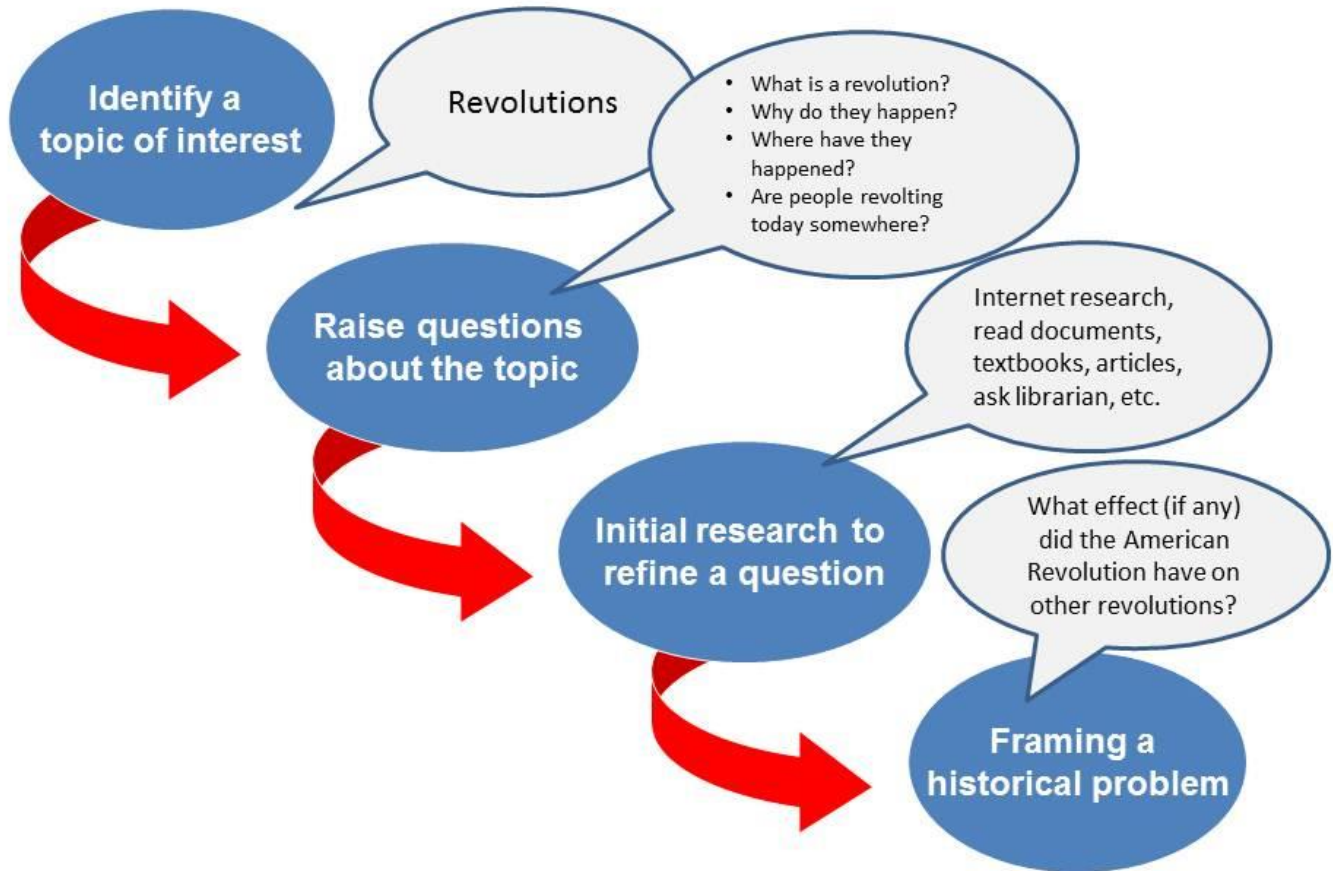 Identify a
topic of interest
Revolutions
• What is a revolution?
• Why do they happen?
• Where have they
happened?
• Are people revolting
today somewhere?
Raise questions
about the topic
Internet research,
read documents,
textbooks, articles,
ask librarian, etc.
Initial research to
refine a question
What effect (if any)
did the American
Revolution have on
other revolutions?
Framing a
historical problem